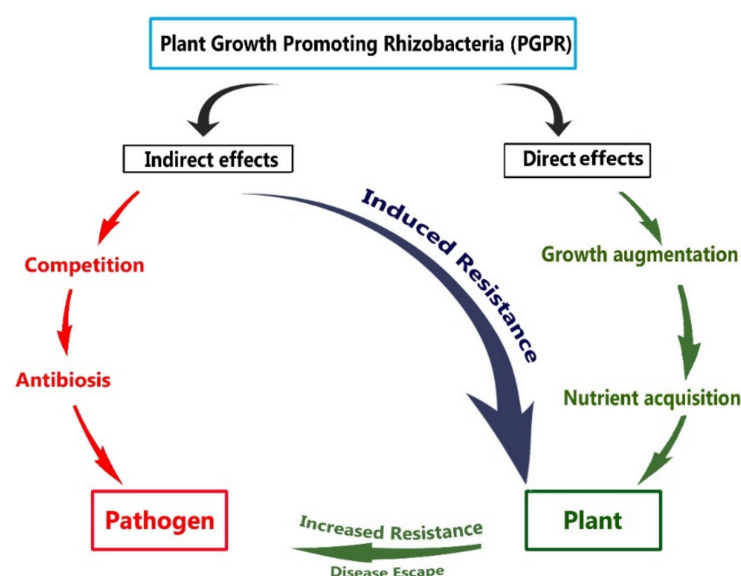 Plant Growth Promoting Rhizobacteria (PGPR)
Indirect effects
Direct effects
Induced Resistance
Competition
Growth augmentation
Antibiosis
Nutrient acquisition
Pathogen
Increased Resistance
Disease Escape
Plant